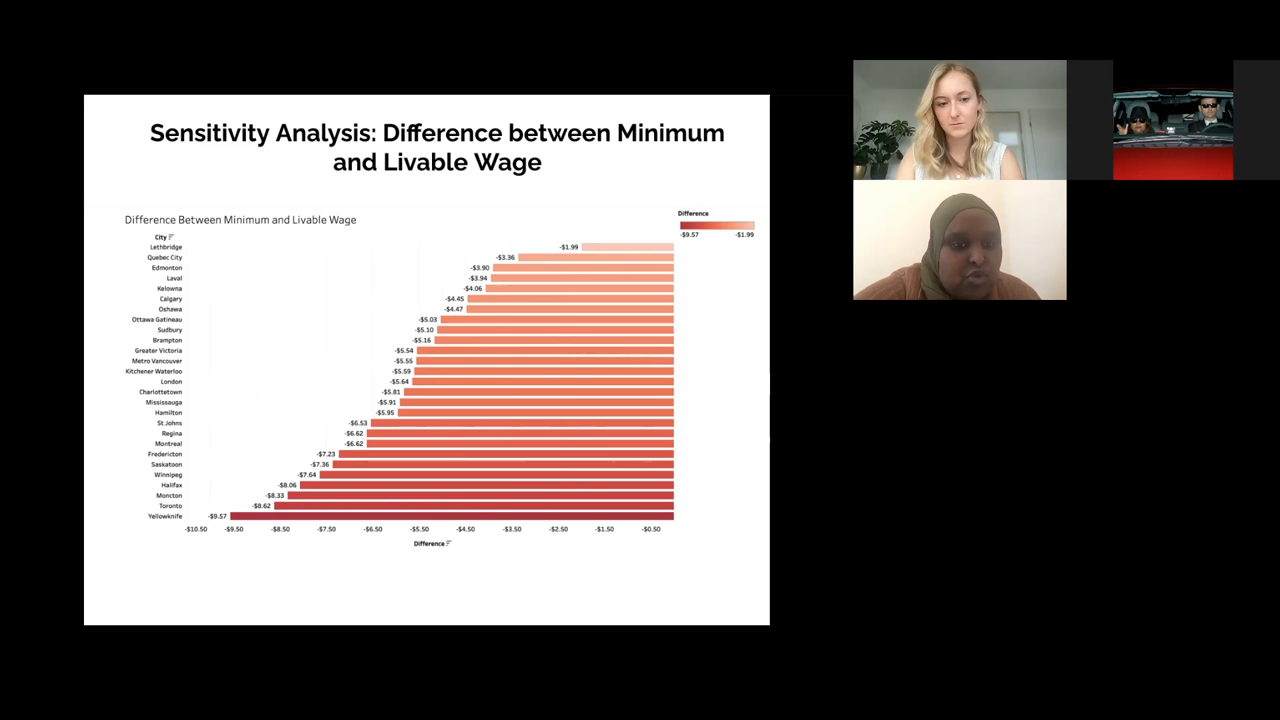 Sensitivity Analysis: Difference between Minimum
and Livable Wage
Difference Between Minimum and Livable Wage
Difference
-$9.57 -$1.99
City
Lethbridge -$1.99
Quebec City -$3.36
Edmonton -$3.90
Laval -$3.94
Kelowna -$4.06
Calgary -$4.45
Oshawa -$4.47
Ottawa Gatineau -$5.03
Sudbury -$5.10
Brampton -$5.16
Greater Victoria -$5.54
Metro Vancouver -$5.55
Kitchener Waterloo -$5.59
London -$5.64
Charlottetown -$5.81
Mississauga -$5.91
Hamilton -$5.95
St Johns -$6.53
Regina -$6.62
Montreal -$6.62
Fredericton -$7.23
Saskatoon -$7.36
Winnipeg -$7.64
Halifax -$8.06
Moncton -$8.33
Toronto -$8.62
Yellowknife -$9.57
-$10.50 -$9.50 -$8.50 -$7.50 -$6.50 -$5.50 -$4.50 -$3.50 -$2.50 -$1.50 -$0.50
Difference